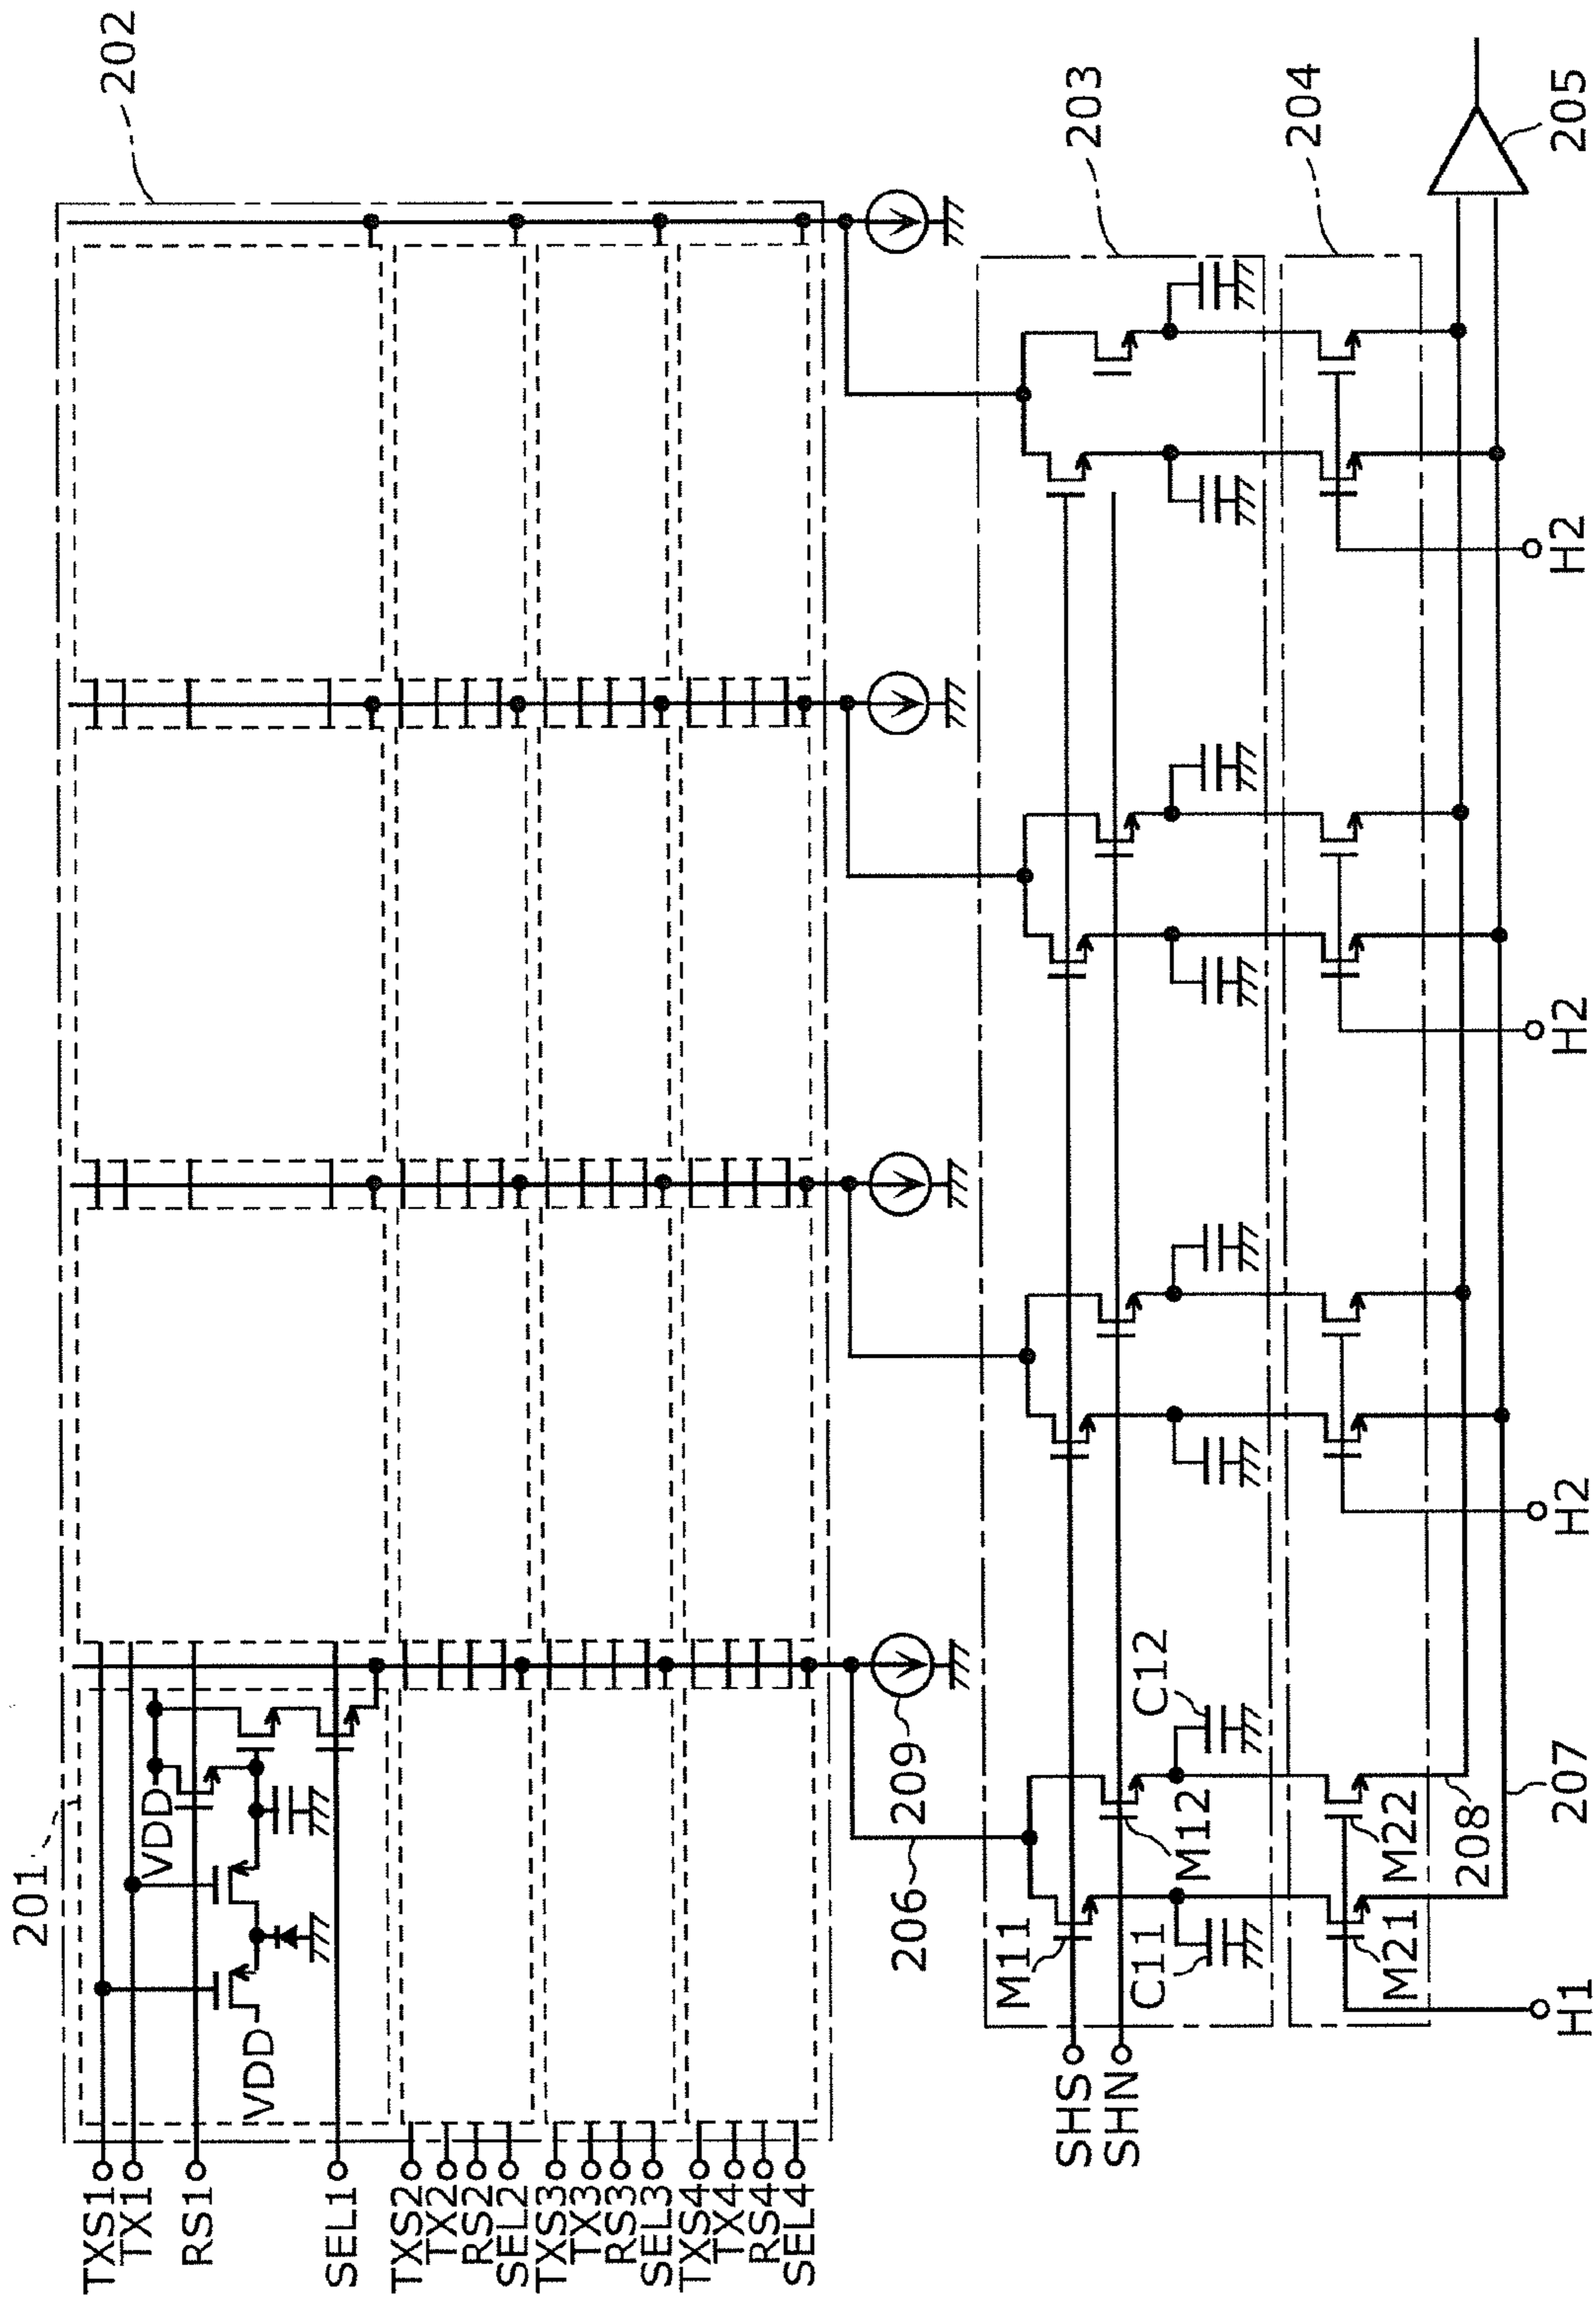 201
202
TXS1
TX1
RS1
SEL1
TXS2
TX2
RS2
SEL2
TXS3
TX3
RS3
SEL3
TXS4
TX4
RS4
SEL4
VDD
VDD
206
209
203
SHS
SHN
M11
M12
C11
C12
204
M21
M22
208
207
205
H1
H2
H2
H2